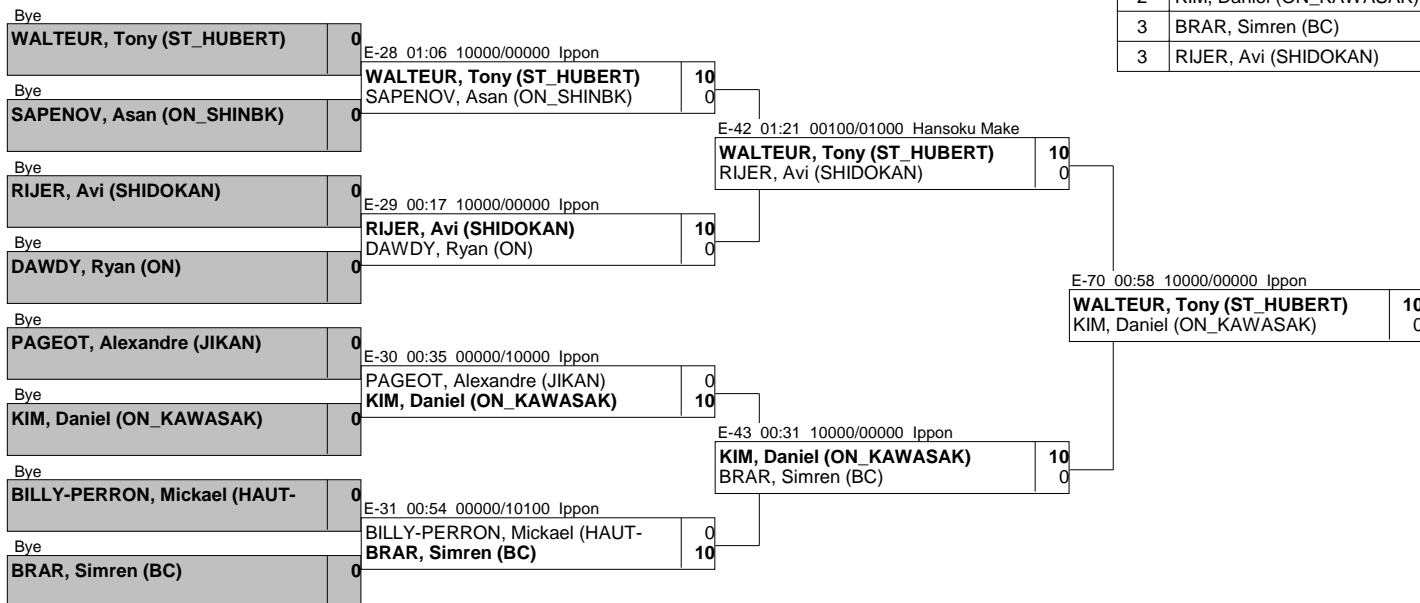 2 KIM, Daniel (ON_KAWASAK)
3 BRAR, Simren (BC)
3 RIJER, Avi (SHIDOKAN)
Bye
WALTEUR, Tony (ST_HUBERT) 0
Bye
SAPENOV, Asan (ON_SHINBK) 0
Bye
RIJER, Avi (SHIDOKAN) 0
Bye
DAWDY, Ryan (ON) 0
Bye
PAGEOT, Alexandre (JIKAN) 0
Bye
KIM, Daniel (ON_KAWASAK) 0
Bye
BILLY-PERRON, Mickael (HAUT- 0
Bye
BRAR, Simren (BC) 0
E-28 01:06 10000/00000 Ippon
WALTEUR, Tony (ST_HUBERT) 10
SAPENOV, Asan (ON_SHINBK) 0
E-29 00:17 10000/00000 Ippon
RIJER, Avi (SHIDOKAN) 10
DAWDY, Ryan (ON) 0
E-30 00:35 00000/10000 Ippon
PAGEOT, Alexandre (JIKAN) 0
KIM, Daniel (ON_KAWASAK) 10
E-31 00:54 00000/10100 Ippon
BILLY-PERRON, Mickael (HAUT- 0
BRAR, Simren (BC) 10
E-42 01:21 00100/01000 Hansoku Make
WALTEUR, Tony (ST_HUBERT) 10
RIJER, Avi (SHIDOKAN) 0
E-43 00:31 10000/00000 Ippon
KIM, Daniel (ON_KAWASAK) 10
BRAR, Simren (BC) 0
E-70 00:58 10000/00000 Ippon
WALTEUR, Tony (ST_HUBERT) 10
KIM, Daniel (ON_KAWASAK) 0